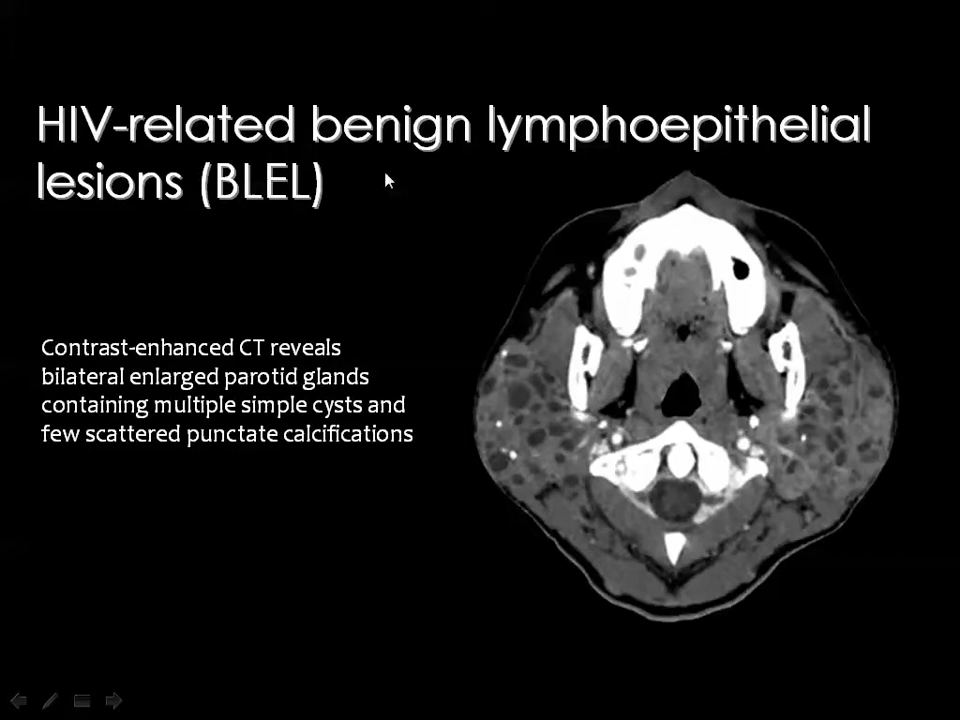 HIV-related benign lymphoepithelial
lesions (BLEL)
Contrast-enhanced CT reveals
bilateral enlarged parotid glands
containing multiple simple cysts and
few scattered punctate calcifications